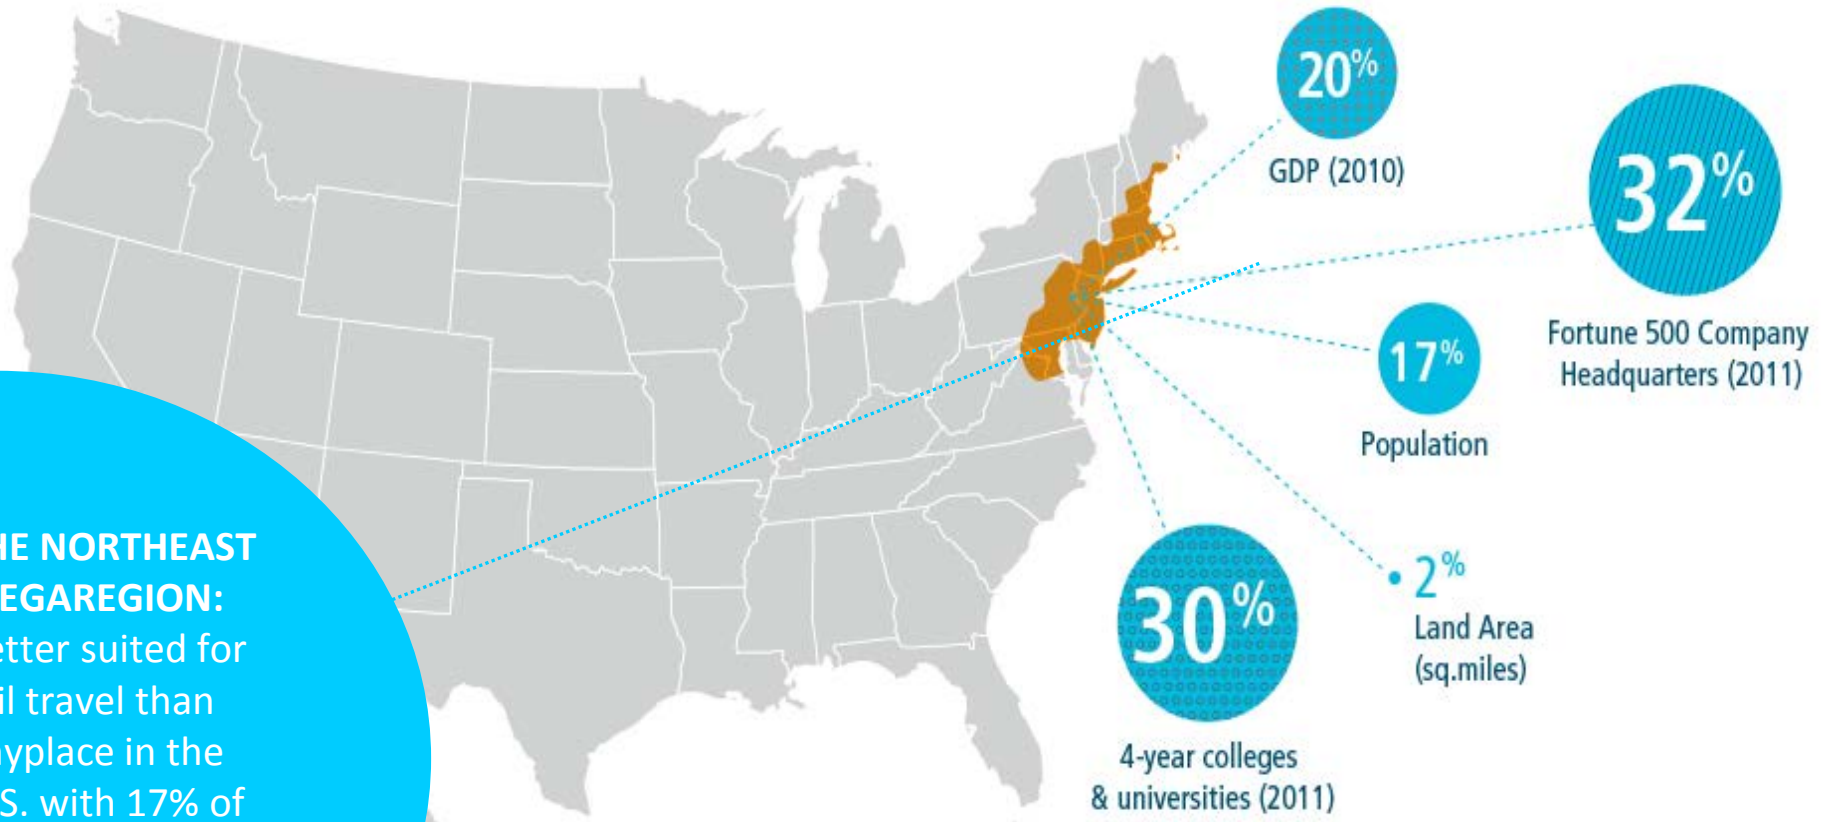 20%
GDP (2010)
32%
Fortune 500 Company
Headquarters (2011)
17%
Population
2%
Land Area
(sq.miles)
30%
4-year colleges
& universities (2011)
HE NORTHEAST
EGAREGION:
etter suited for
il travel than
yplace in the
S. with 17% of